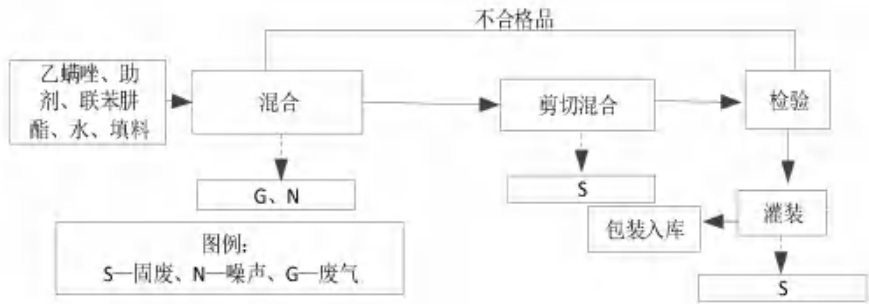 不合格品
乙螨唑、助
剂、联苯肼
酯、水、填料
混合
剪切混合
检验
G、N
S
灌装
包装入库
图例：
S—固废、N—噪声、G—废气
S